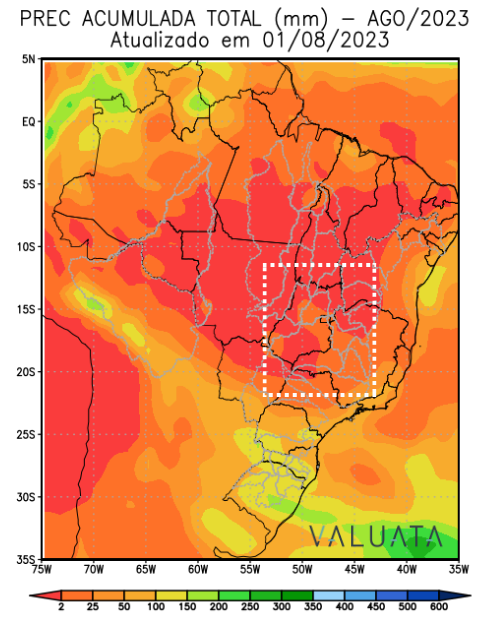 PREC ACUMULADA TOTAL (mm) – AGO/2023
Atualizado em 01/08/2023
5N
EQ
5S
10S
15S
20S
25S
30S
35S
75W 70W 65W 60W 55W 50W 45W 40W 35W
VALUATA
2 25 50 100 150 200 250 300 350 400 450 500 600